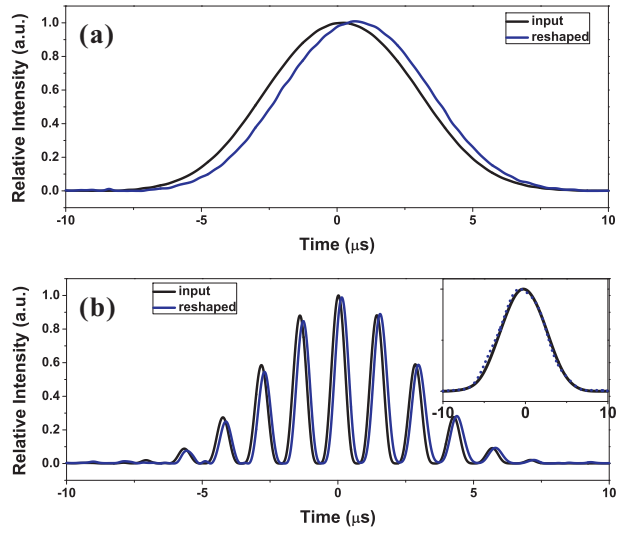 (a)
input
reshaped
Relative Intensity (a.u.)
1.0
0.8
0.6
0.4
0.2
0.0
-10 -5 0 5 10
Time (μs)
(b)
input
reshaped
Relative Intensity (a.u.)
1.0
0.8
0.6
0.4
0.2
0.0
-10 0 10
-10 -5 0 5 10
Time (μs)